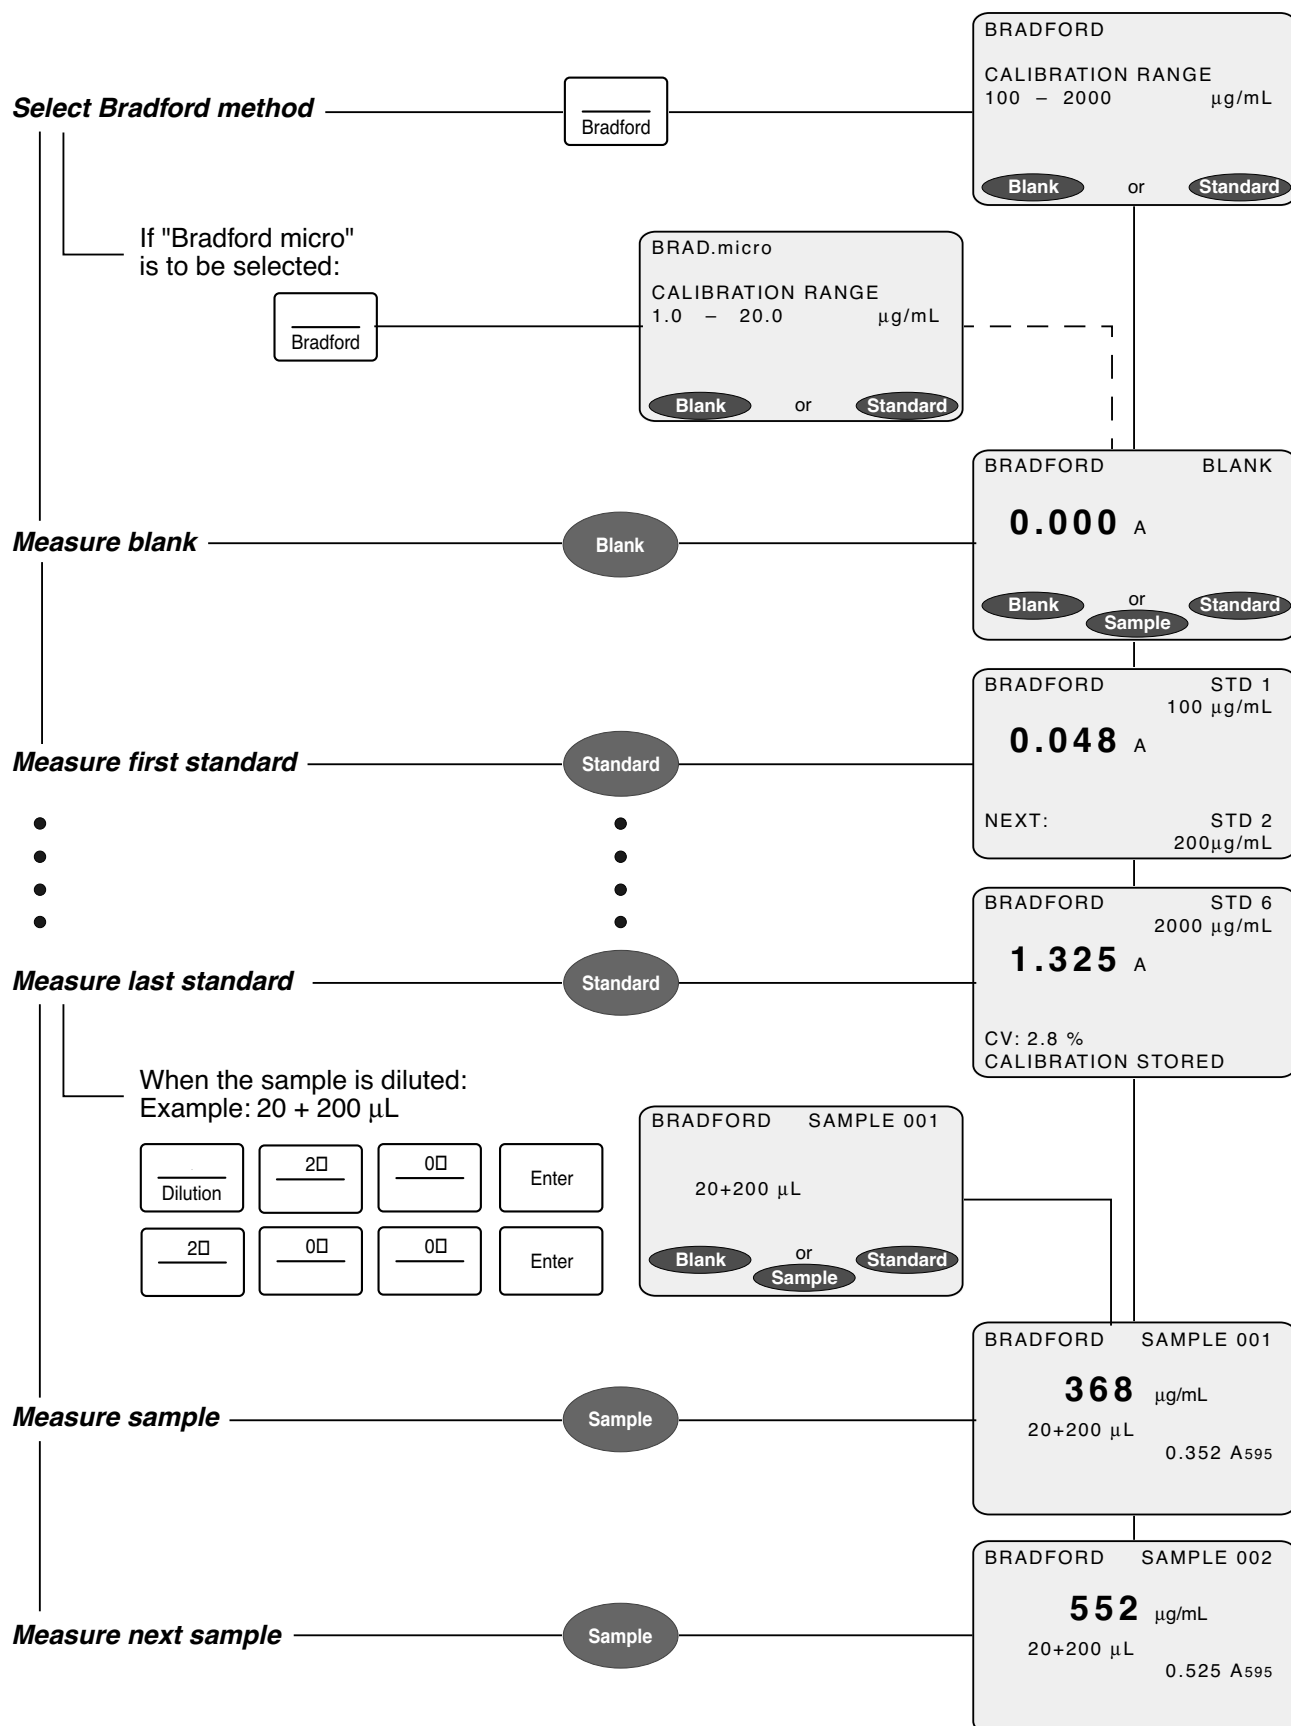 BRADFORD
CALIBRATION RANGE
100 – 2000 μg/mL
Blank or Standard
Select Bradford method
Bradford
If "Bradford micro"
is to be selected:
Bradford
BRAD.micro
CALIBRATION RANGE
1.0 – 20.0 μg/mL
Blank or Standard
BRADFORD BLANK
0.000 A
Blank or Standard
Sample
Measure blank
Blank
BRADFORD STD 1
100 μg/mL
0.048 A
NEXT: STD 2
200μg/mL
Measure first standard
Standard
BRADFORD STD 6
2000 μg/mL
1.325 A
CV: 2.8 %
CALIBRATION STORED
Measure last standard
Standard
When the sample is diluted:
Example: 20 + 200 μL
Dilution
2□
0□
Enter
2□
0□
0□
Enter
BRADFORD SAMPLE 001
20+200 μL
Blank or Standard
Sample
BRADFORD SAMPLE 001
368 μg/mL
20+200 μL
0.352 A595
Measure sample
Sample
BRADFORD SAMPLE 002
552 μg/mL
20+200 μL
0.525 A595
Measure next sample
Sample